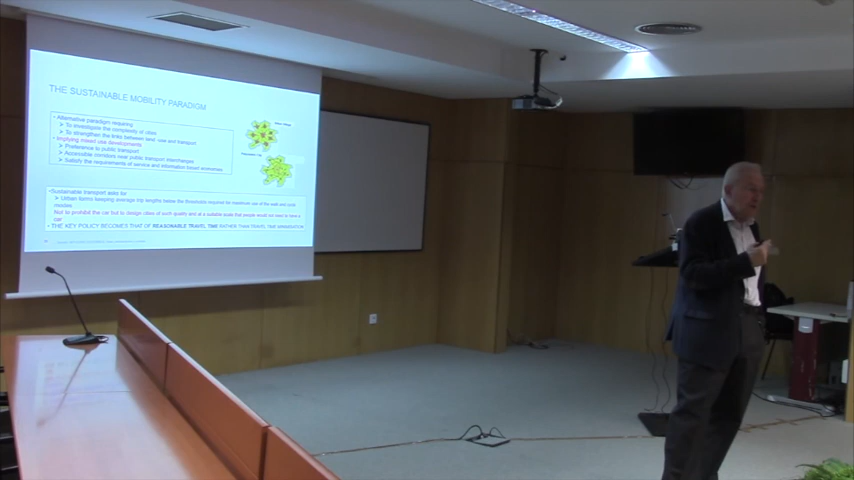 THE SUSTAINABLE MOBILITY PARADIGM
• Alternative paradigm requiring
➢ To investigate the complexity of cities
➢ To strengthen the links between land use and transport
• Implying mixed use developments
➢ Preference to public transport
➢ Accessible corridors near public transport interchanges
➢ Satisfy the requirements of service and information based economies
• Sustainable transport asks for
➢ Urban forms keeping average trip lengths below the thresholds required for maximum use of the walk and cycle
modes
Not to prohibit the car but to design cities of such quality and at a suitable scale that people would not need to have a
car
• THE KEY POLICY BECOMES THAT OF REASONABLE TRAVEL TIME RATHER THAN TRAVEL TIME MINIMISATION